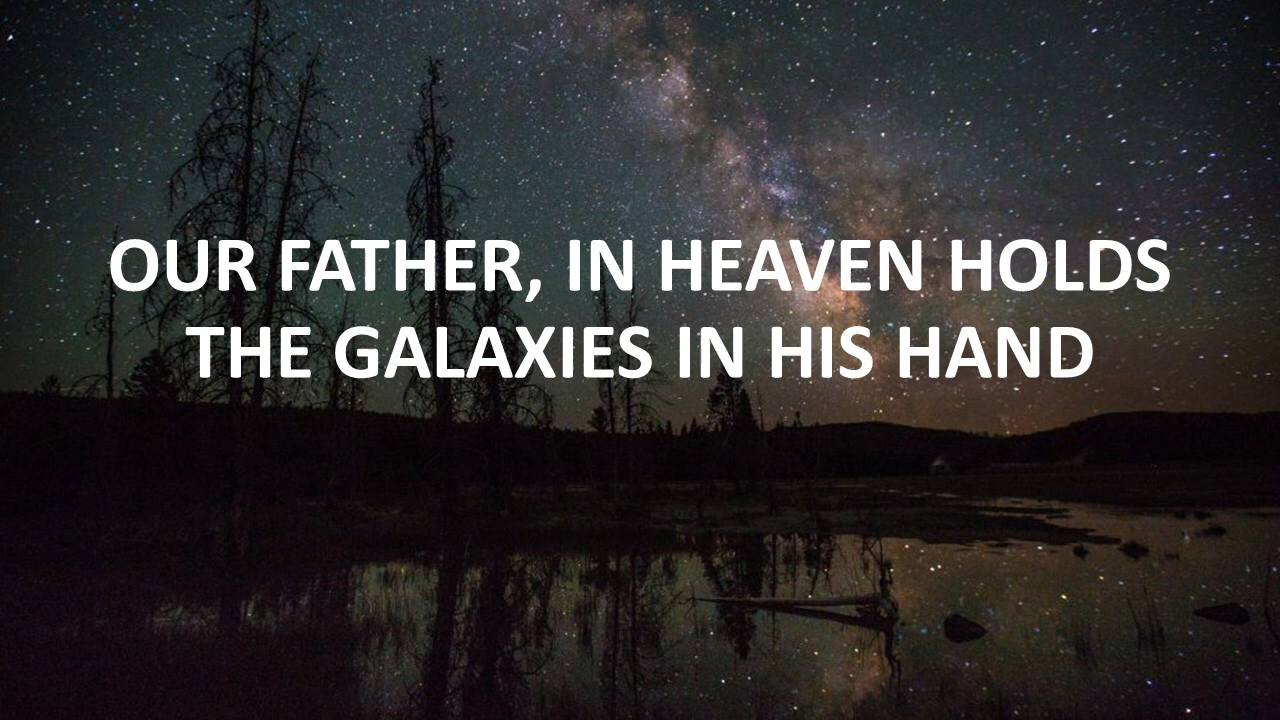 OUR FATHER, IN HEAVEN HOLDS
THE GALAXIES IN HIS HAND